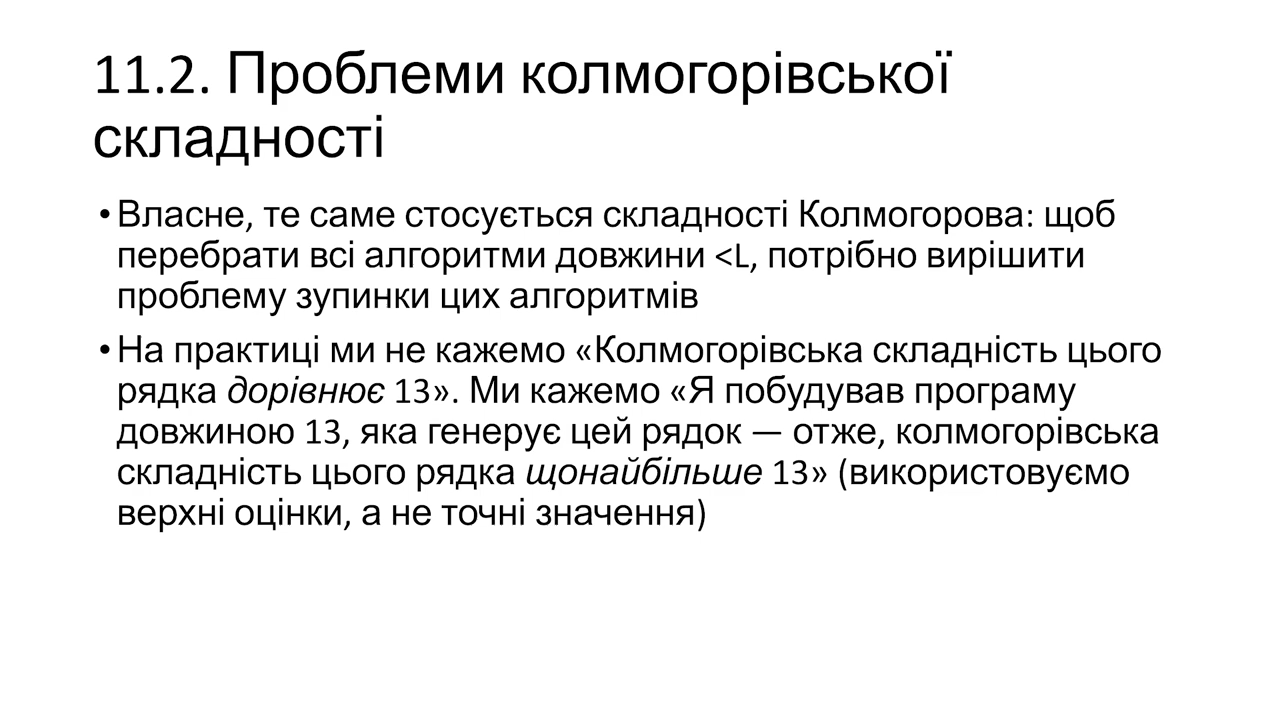 11.2. Проблеми колмогорівської
складності
• Власне, те саме стосується складності Колмогорова: щоб
перебрати всі алгоритми довжини <L, потрібно вирішити
проблему зупинки цих алгоритмів
• На практиці ми не кажемо «Колмогорівська складність цього
рядка дорівнює 13». Ми кажемо «Я побудував програму
довжиною 13, яка генерує цей рядок — отже, колмогорівська
складність цього рядка щонайбільше 13» (використовуємо
верхні оцінки, а не точні значення)